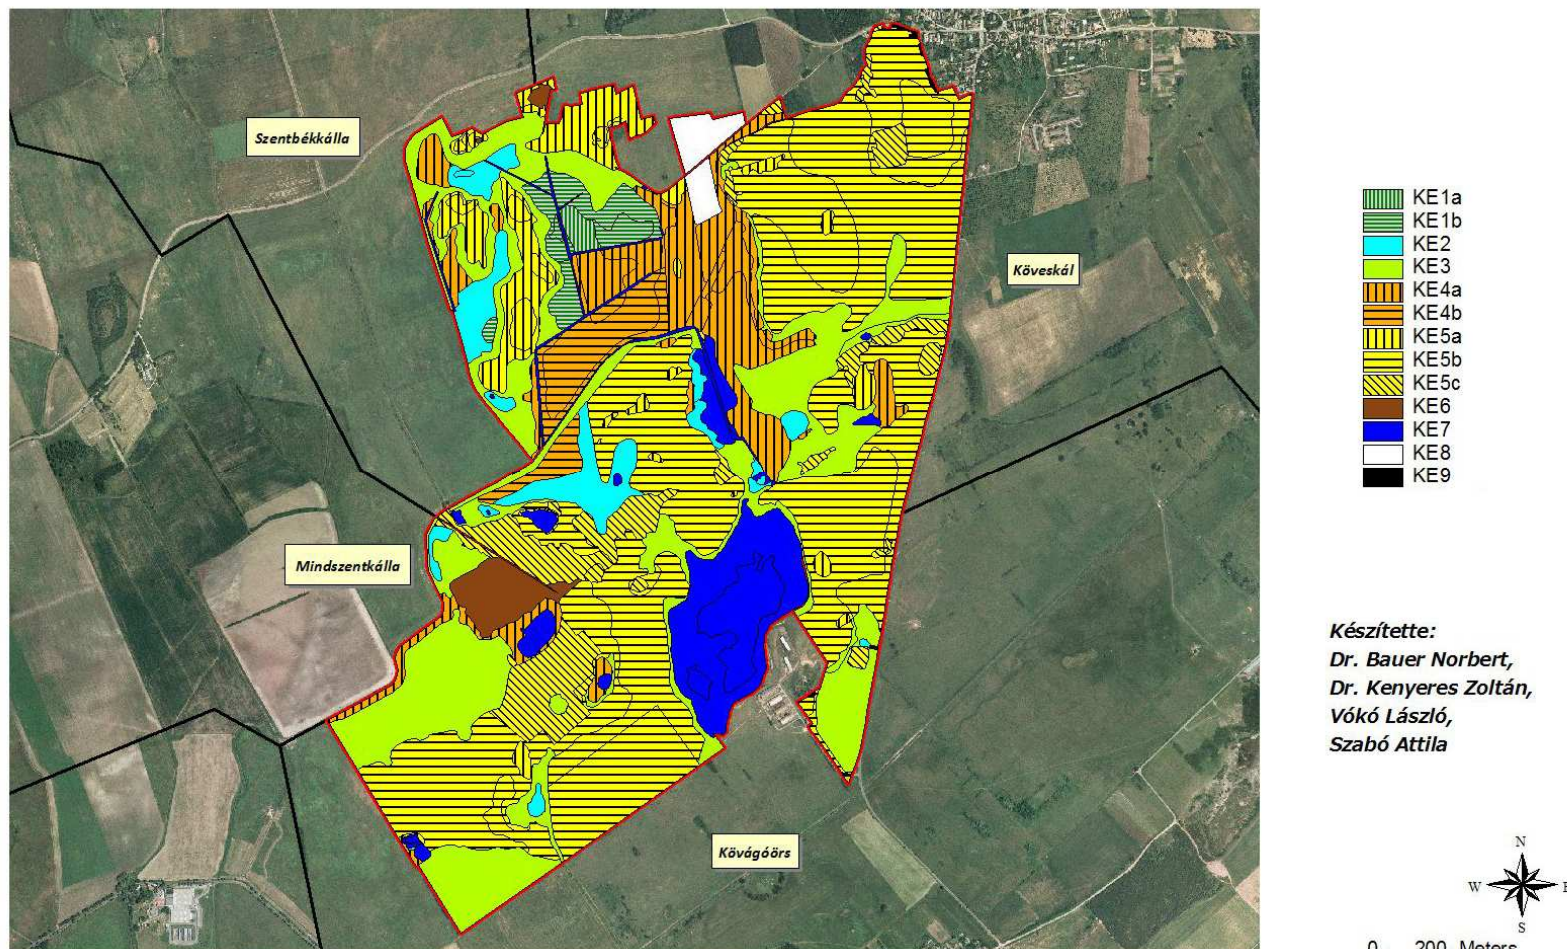 Szentbékkálla
Köveskál
Mindszentkálla
Kővágóörs
KE1a
KE1b
KE2
KE3
KE4a
KE4b
KE5a
KE5b
KE5c
KE6
KE7
KE8
KE9
Készítette:
Dr. Bauer Norbert,
Dr. Kenyeres Zoltán,
Vókó László,
Szabó Attila
N
W
S
0 200 Meters